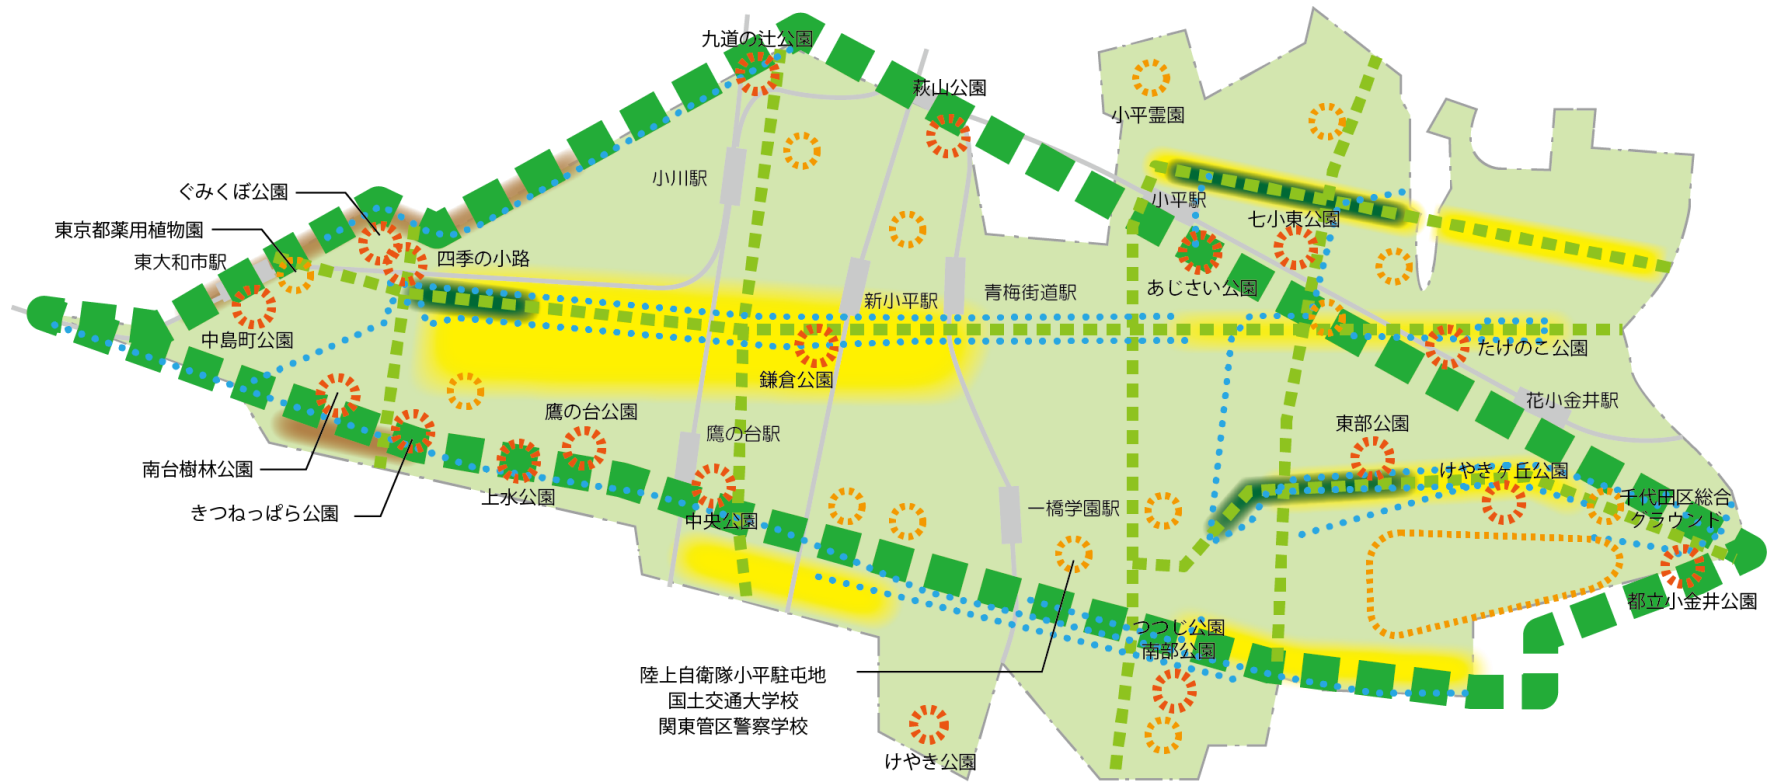 九道の辻公園
萩山公園
小平霊園
小川駅
ぐみくぼ公園
小平駅
七小東公園
東京都薬用植物園
東大和市駅
四季の小路
あじさい公園
新小平駅
青梅街道駅
中島町公園
たけのこ公園
鎌倉公園
花小金井駅
鷹の台公園
東部公園
鷹の台駅
南台樹林公園
けやきヶ丘公園
上水公園
千代田区総合
グラウンド
きつねっぱら公園
中央公園
一橋学園駅
都立小金井公園
つつじ公園
南部公園
陸上自衛隊小平駐屯地
国土交通大学校
関東管区警察学校
けやき公園